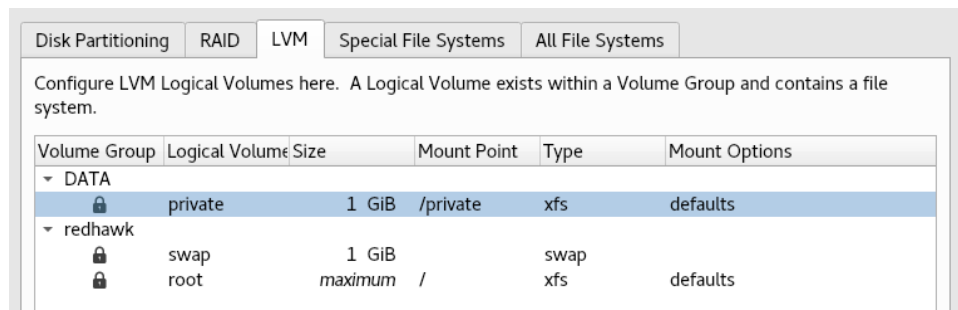 Disk Partitioning RAID LVM Special File Systems All File Systems
Configure LVM Logical Volumes here. A Logical Volume exists within a Volume Group and contains a file
system.
Volume Group Logical Volume Size Mount Point Type Mount Options
DATA
private 1 GiB /private xfs defaults
redhawk
swap 1 GiB swap
root maximum / xfs defaults